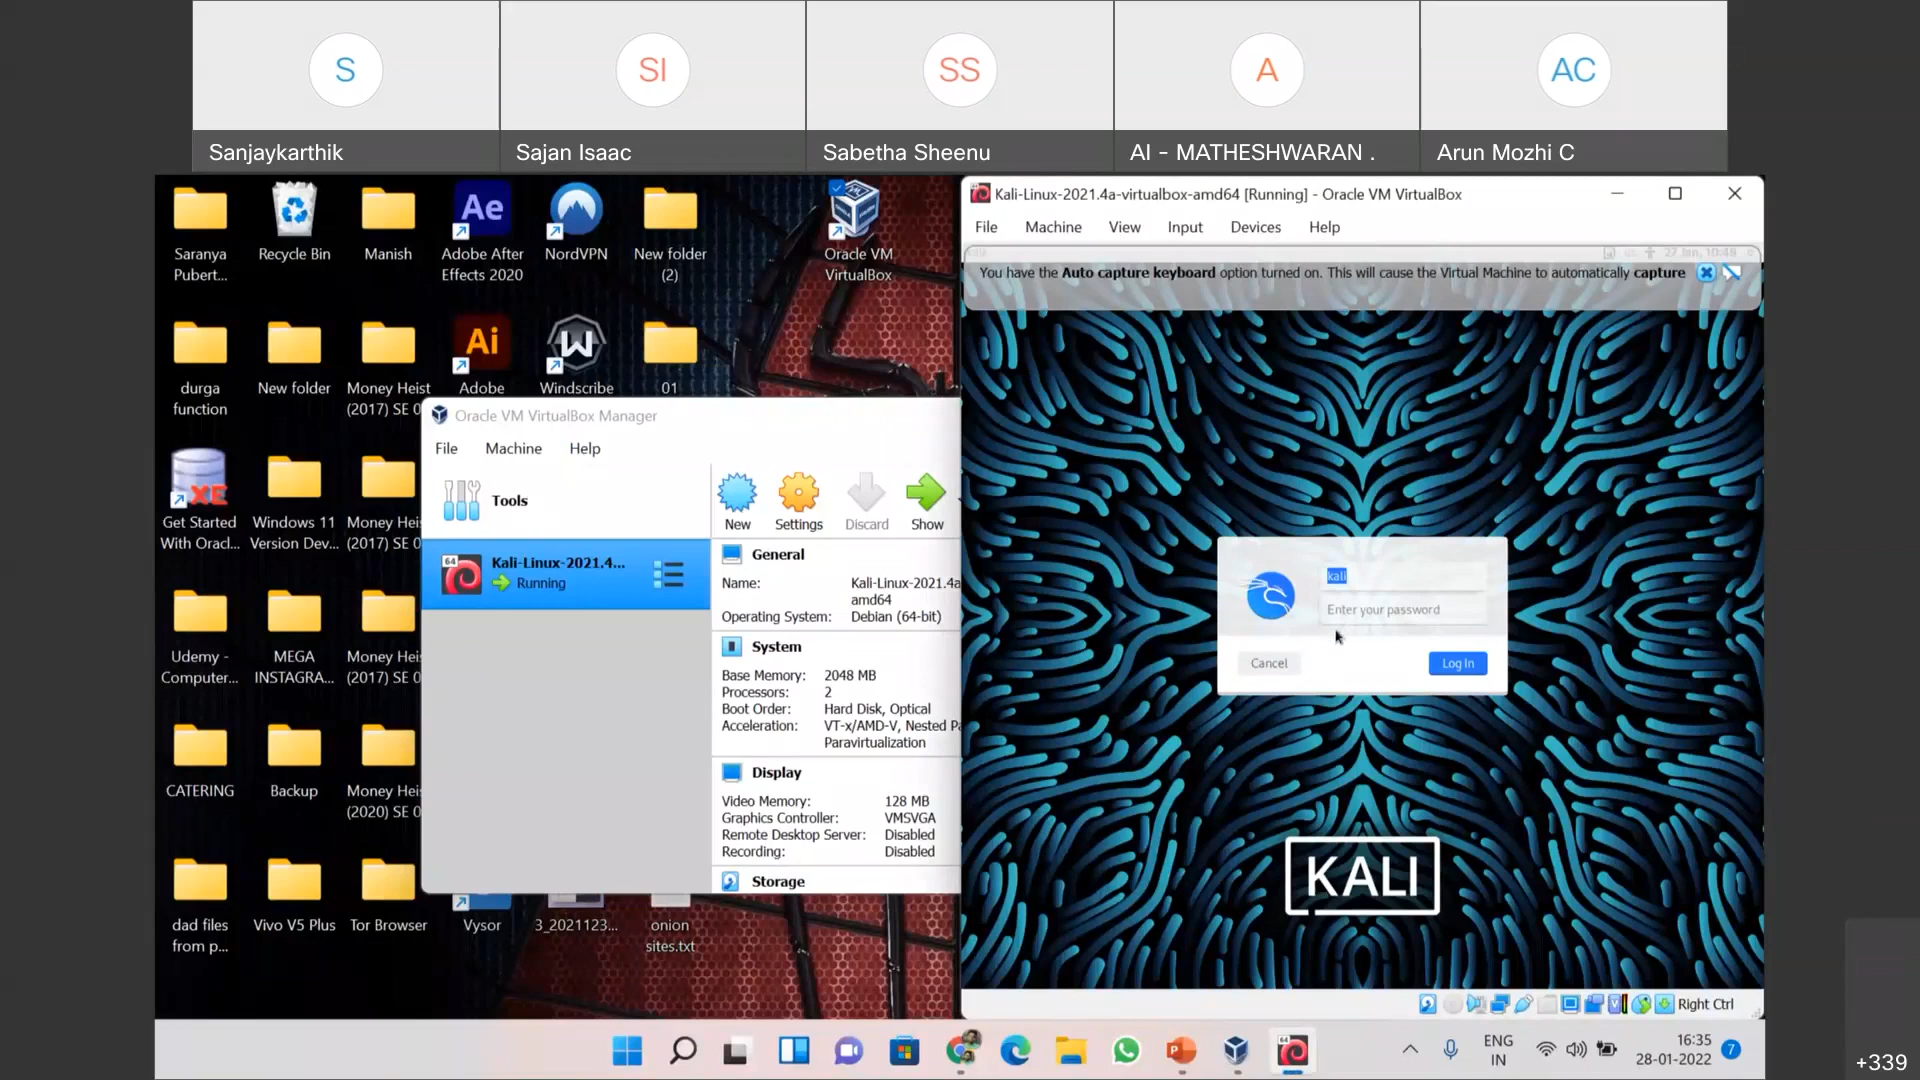 S
SI
SS
A
AC
Sanjaykarthik
Sajan Isaac
Sabetha Sheenu
AI - MATHESHWARAN .
Arun Mozhi C
Saranya
Pubert...
Recycle Bin
Manish
Ae
Adobe After
Effects 2020
NordVPN
New folder
(2)
Oracle VM
VirtualBox
durga
function
New folder
Money Heist
(2017) SE 0
Ai
Adobe
W
Windscribe
01
XE
Get Started
With Oracl...
Windows 11
Version Dev...
Money Hei
(2017) SE 0
Udemy -
Computer...
MEGA
INSTAGRA...
Money Hei
(2017) SE 0
CATERING
Backup
Money Hei
(2020) SE 0
dad files
from p...
Vivo V5 Plus
Tor Browser
Vysor
3_2021123...
onion
sites.txt
Oracle VM VirtualBox Manager
File
Machine
Help
Tools
New
Settings
Discard
Show
64
Kali-Linux-2021.4...
Running
General
Name:
Kali-Linux-2021.4a
amd64
Operating System:
Debian (64-bit)
System
Base Memory:
2048 MB
Processors:
2
Boot Order:
Hard Disk, Optical
Acceleration:
VT-x/AMD-V, Nested Pa
Paravirtualization
Display
Video Memory:
128 MB
Graphics Controller:
VMSVGA
Remote Desktop Server:
Disabled
Recording:
Disabled
Storage
Kali-Linux-2021.4a-virtualbox-amd64 [Running] - Oracle VM VirtualBox
File
Machine
View
Input
Devices
Help
27 Jan, 10:49
You have the Auto capture keyboard option turned on. This will cause the Virtual Machine to automatically capture
kali
Enter your password
Cancel
Log In
KALI
Right Ctrl
ENG
IN
16:35
28-01-2022
7
+339